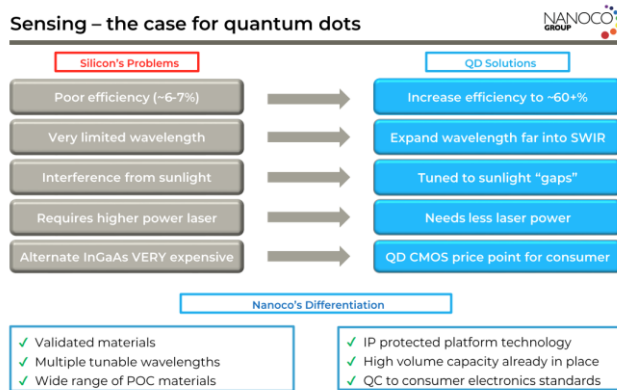 Sensing – the case for quantum dots
NANOCO
GROUP
Silicon's Problems
QD Solutions
Poor efficiency (~6-7%)
Increase efficiency to ~60+%
Very limited wavelength
Expand wavelength far into SWIR
Interference from sunlight
Tuned to sunlight “gaps”
Requires higher power laser
Needs less laser power
Alternate InGaAs VERY expensive
QD CMOS price point for consumer
Nanoco's Differentiation
✓ Validated materials
✓ Multiple tunable wavelengths
✓ Wide range of POC materials
✓ IP protected platform technology
✓ High volume capacity already in place
✓ QC to consumer electronics standards